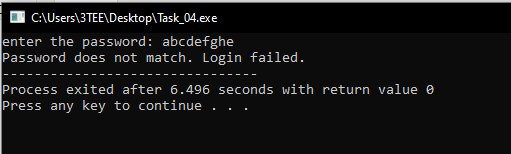 C:\Users\3TEE\Desktop\Task_04.exe
enter the password: abcdefghe
Password does not match. Login failed.
--------------------------------
Process exited after 6.496 seconds with return value 0
Press any key to continue . . .